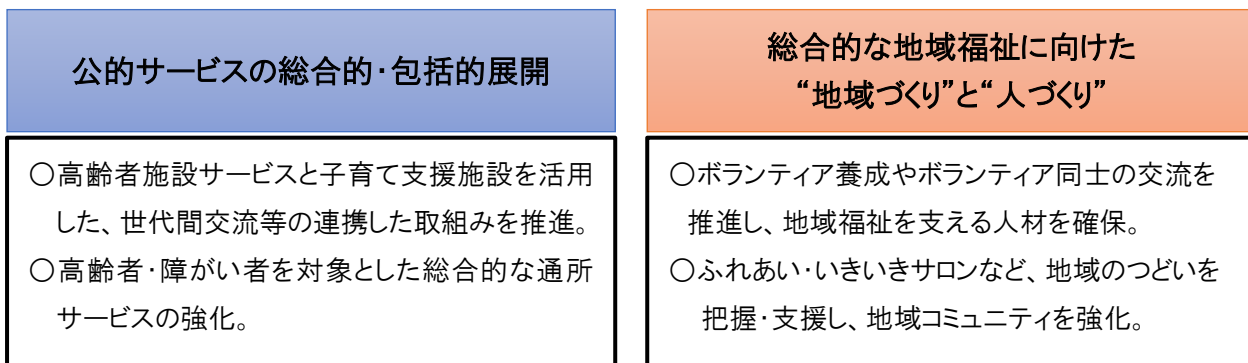 公的サービスの総合的・包括的展開
○高齢者施設サービスと子育て支援施設を活用
した、世代間交流等の連携した取組みを推進。
○高齢者・障がい者を対象とした総合的な通所
サービスの強化。
総合的な地域福祉に向けた
“地域づくり”と“人づくり”
○ボランティア養成やボランティア同士の交流を
推進し、地域福祉を支える人材を確保。
○ふれあい・いきいきサロンなど、地域のつどいを
把握・支援し、地域コミュニティを強化。